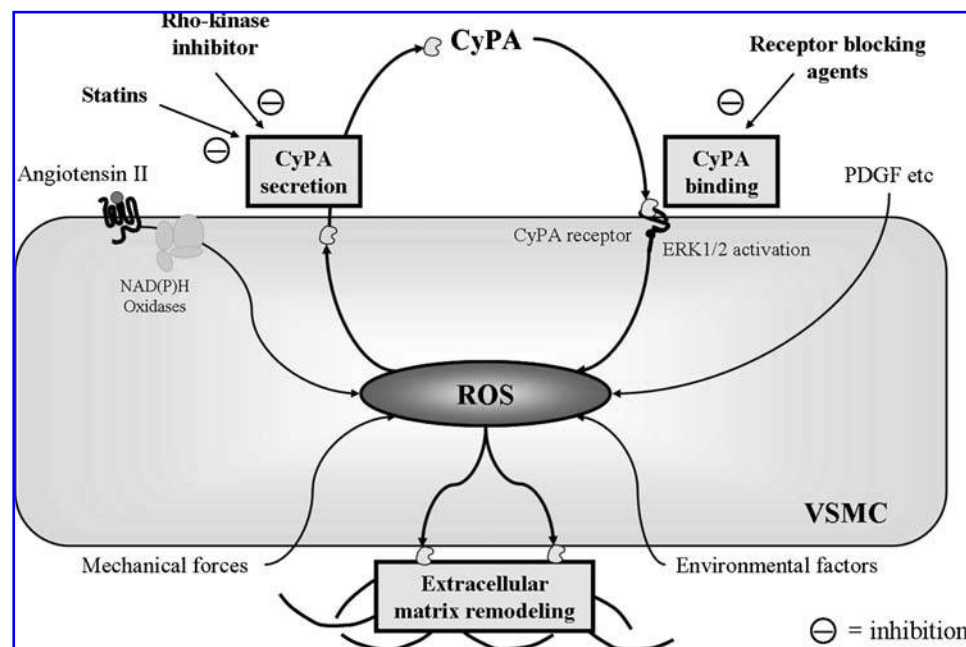 Rho-kinase
inhibitor
CyPA
Receptor blocking
agents
Statins
CyPA
secretion
CyPA
binding
Angiotensin II
PDGF etc
CyPA receptor
ERK1/2 activation
NAD(P)H
Oxidases
ROS
VSMC
Mechanical forces
Environmental factors
Extracellular
matrix remodeling
⊖ = inhibition